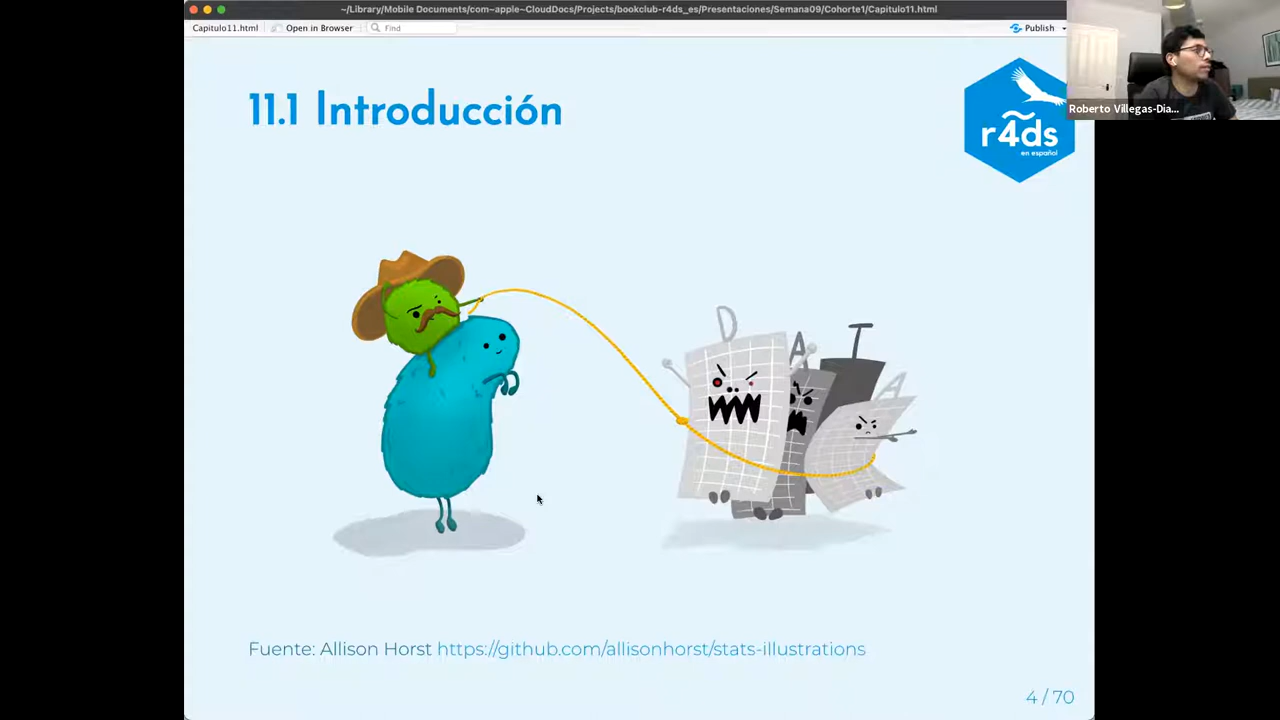 ~/Library/Mobile Documents/com~apple~CloudDocs/Projects/bookclub-r4ds_es/Presentaciones/Semana09/Cohorte1/Capitulo11.html
Capitulo11.html
Open in Browser
Find
Publish
11.1 Introducción
r4̃ds
en español
Roberto Villegas-Dia...
D
A
T
A
Fuente: Allison Horst https://github.com/allisonhorst/stats-illustrations
4 / 70